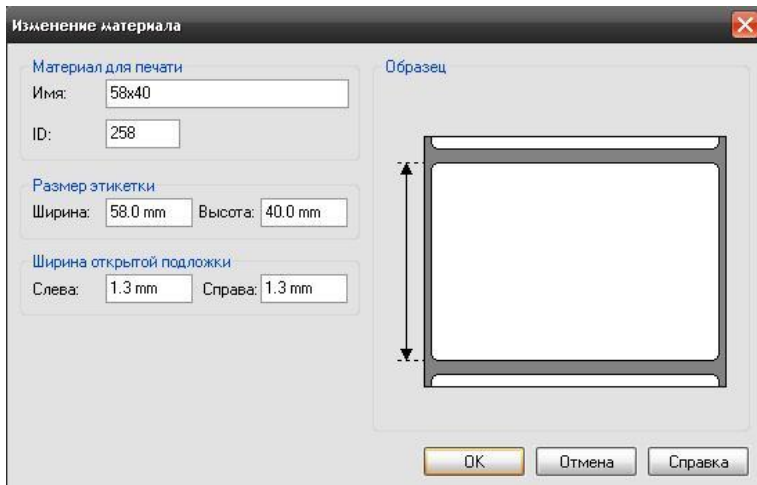 Изменение материала
Материал для печати
Имя: 58x40
ID: 258
Размер этикетки
Ширина: 58.0 mm Высота: 40.0 mm
Ширина открытой подложки
Слева: 1.3 mm Справа: 1.3 mm
Образец
OK Отмена Справка